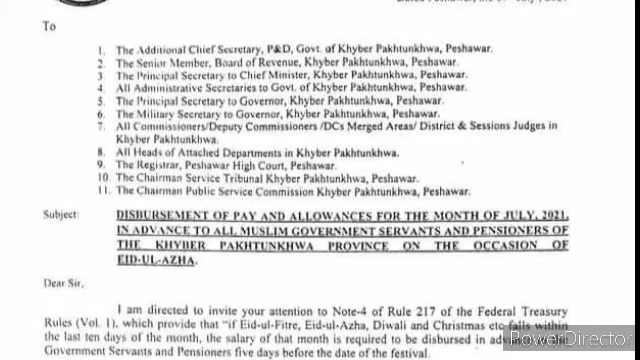 To
1. The Additional Chief Secretary, P&D, Govt. of Khyber Pakhtunkhwa, Peshawar.
2. The Senior Member, Board of Revenue, Khyber Pakhtunkhwa, Peshawar.
3. The Principal Secretary to Chief Minister, Khyber Pakhtunkhwa, Peshawar.
4. All Administrative Secretaries to Govt. of Khyber Pakhtunkhwa, Peshawar.
5. The Principal Secretary to Governor, Khyber Pakhtunkhwa, Peshawar.
6. The Military Secretary to Governor, Khyber Pakhtunkhwa, Peshawar.
7. All Commissioners/Deputy Commissioners /DCs Merged Areas/ District & Sessions Judges in
Khyber Pakhtunkhwa.
8. All Heads of Attached Departments in Khyber Pakhtunkhwa.
9. The Registrar, Peshawar High Court, Peshawar.
10. The Chairman Service Tribunal Khyber Pakhtunkhwa, Peshawar.
11. The Chairman Public Service Commission Khyber Pakhtunkhwa, Peshawar.
Subject: DISBURSEMENT OF PAY AND ALLOWANCES FOR THE MONTH OF JULY, 2021,
IN ADVANCE TO ALL MUSLIM GOVERNMENT SERVANTS AND PENSIONERS OF
THE KHYBER PAKHTUNKHWA PROVINCE ON THE OCCASION OF
EID-UL-AZHA.
Dear Sir,
I am directed to invite your attention to Note-4 of Rule 217 of the Federal Treasury
Rules (Vol. 1), which provide that "if Eid-ul-Fitre, Eid-ul-Azha, Diwali and Christmas etc falls within
the last ten days of the month, the salary of that month is required to be disbursed in advance to the
Government Servants and Pensioners five days before the date of the festival.
PowerDirector